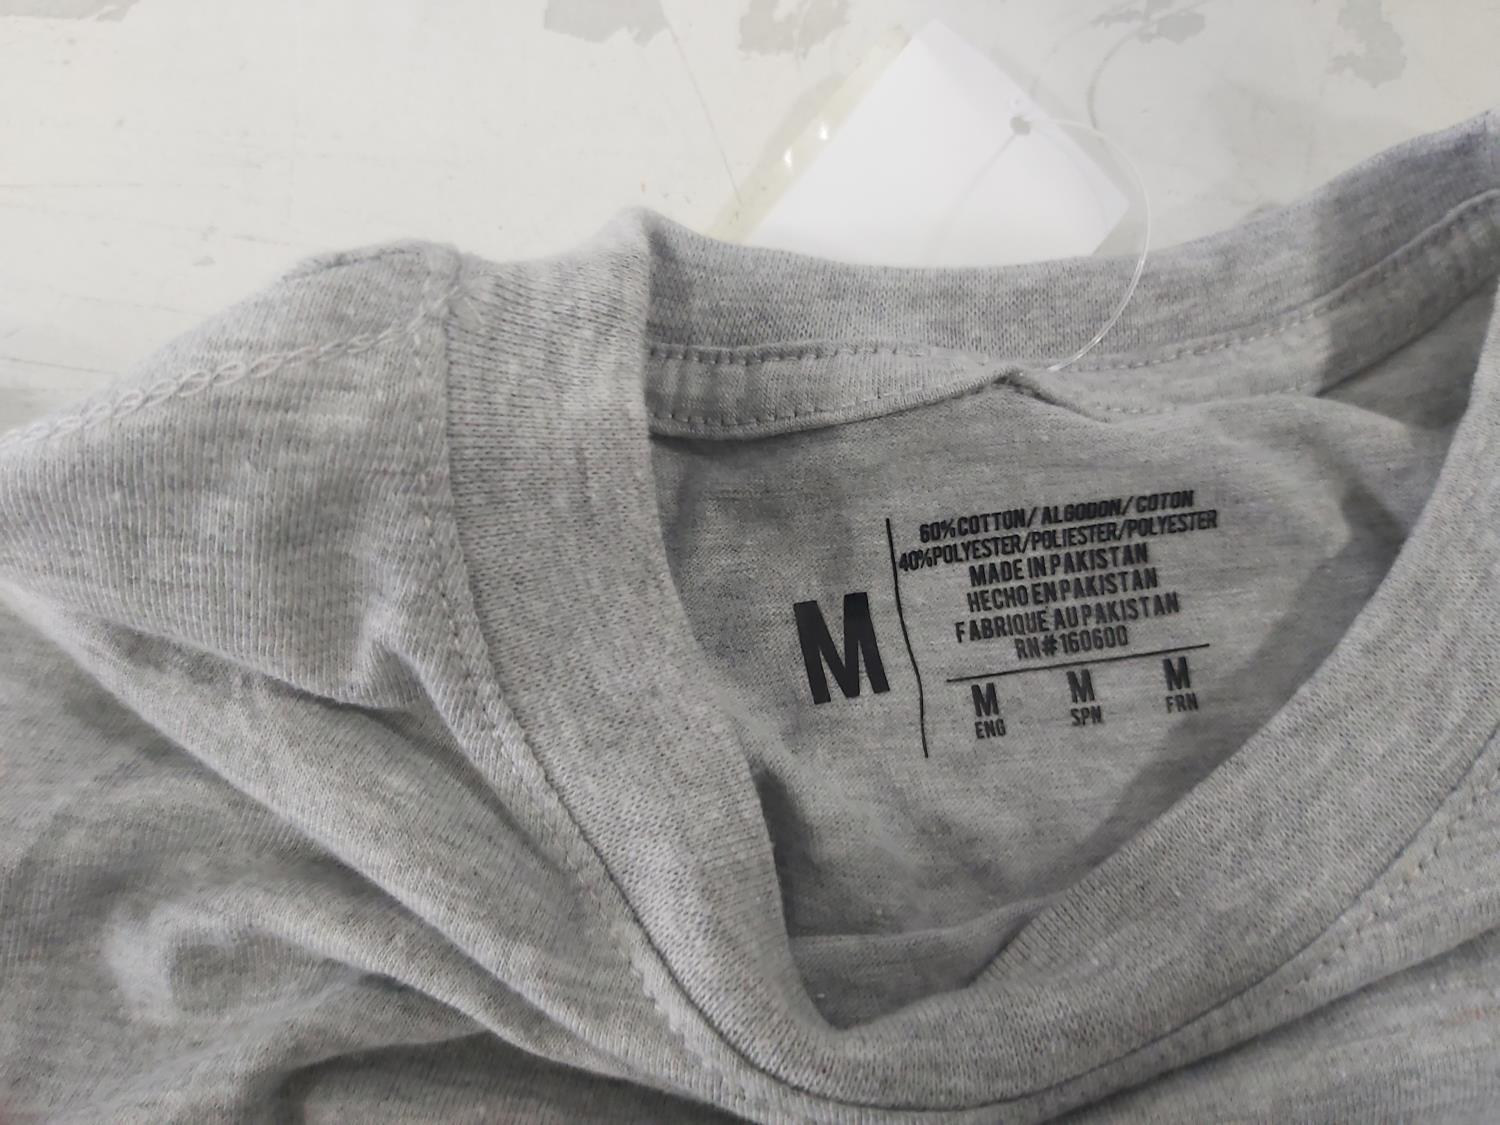 M
60%COTTON/ ALGODON/ COTON
40%POLYESTER/POLIESTER/POLYESTER
MADE IN PAKISTAN
HECHO EN PAKISTAN
FABRIQUE AU PAKISTAN
RN# 160600
M M M
ENG SPN FRN